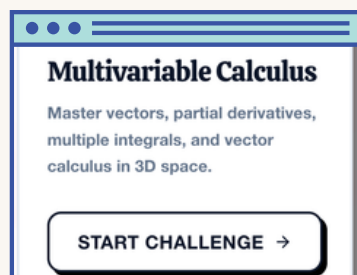 Multivariable Calculus
Master vectors, partial derivatives,
multiple integrals, and vector
calculus in 3D space.
START CHALLENGE →